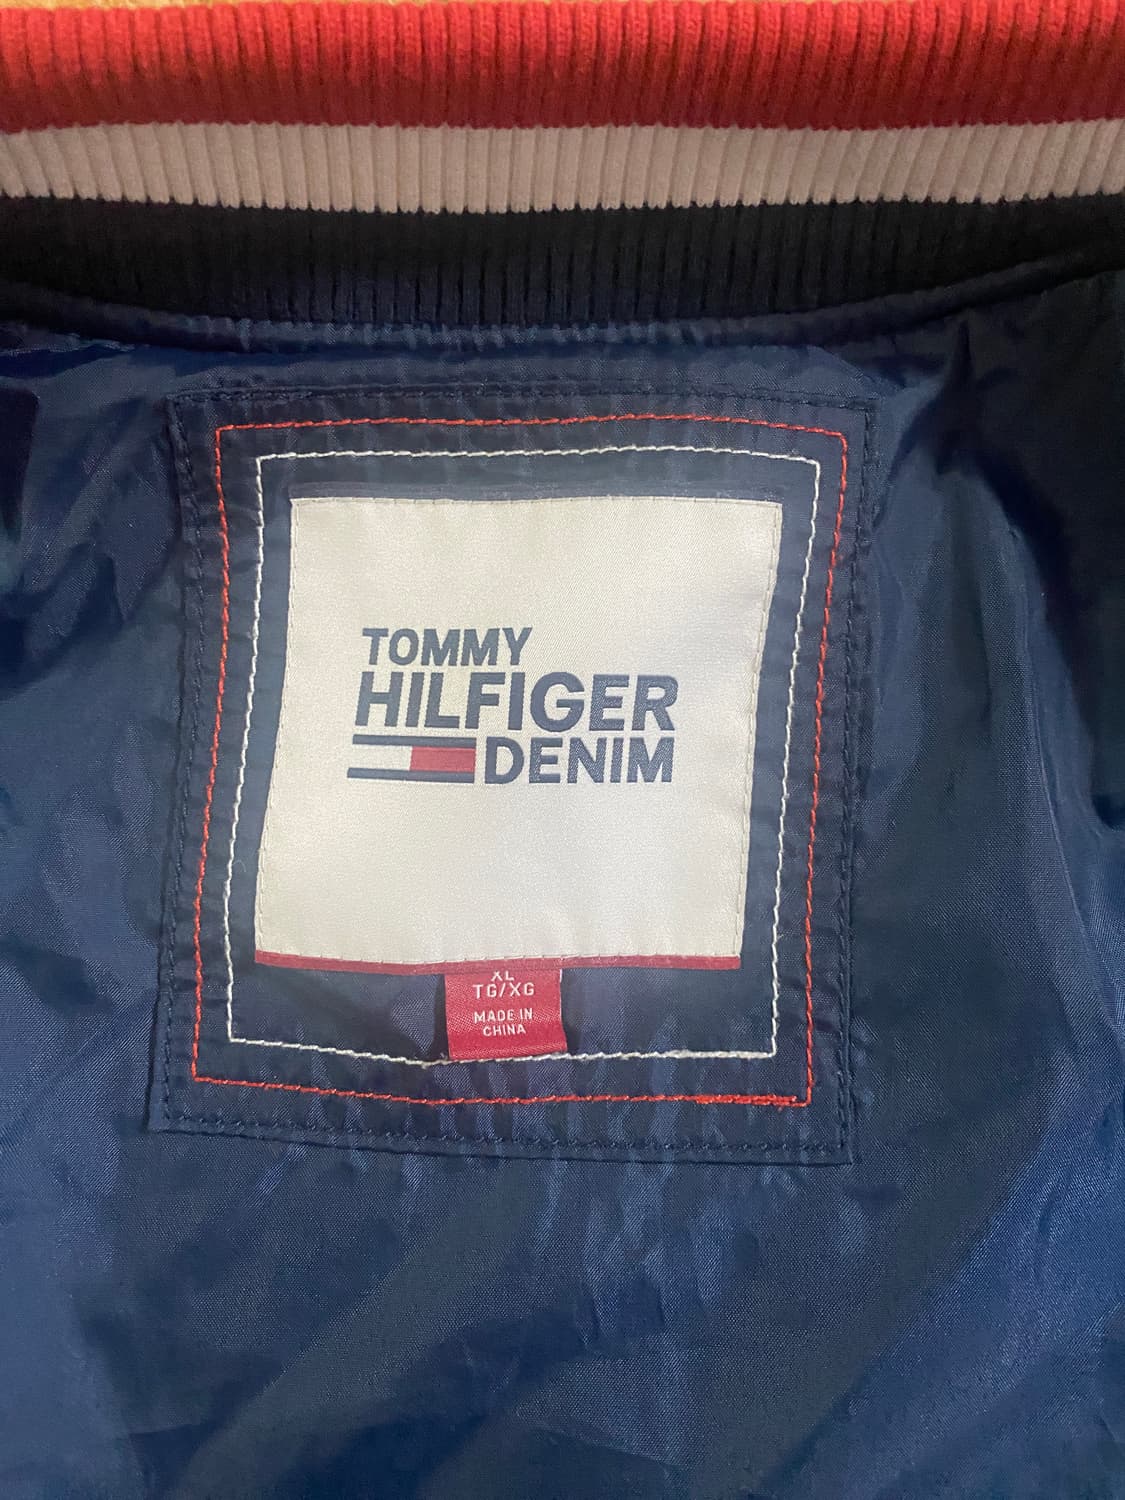 TOMMY
HILFIGER
DENIM
XL
TG/XG
MADE IN
CHINA